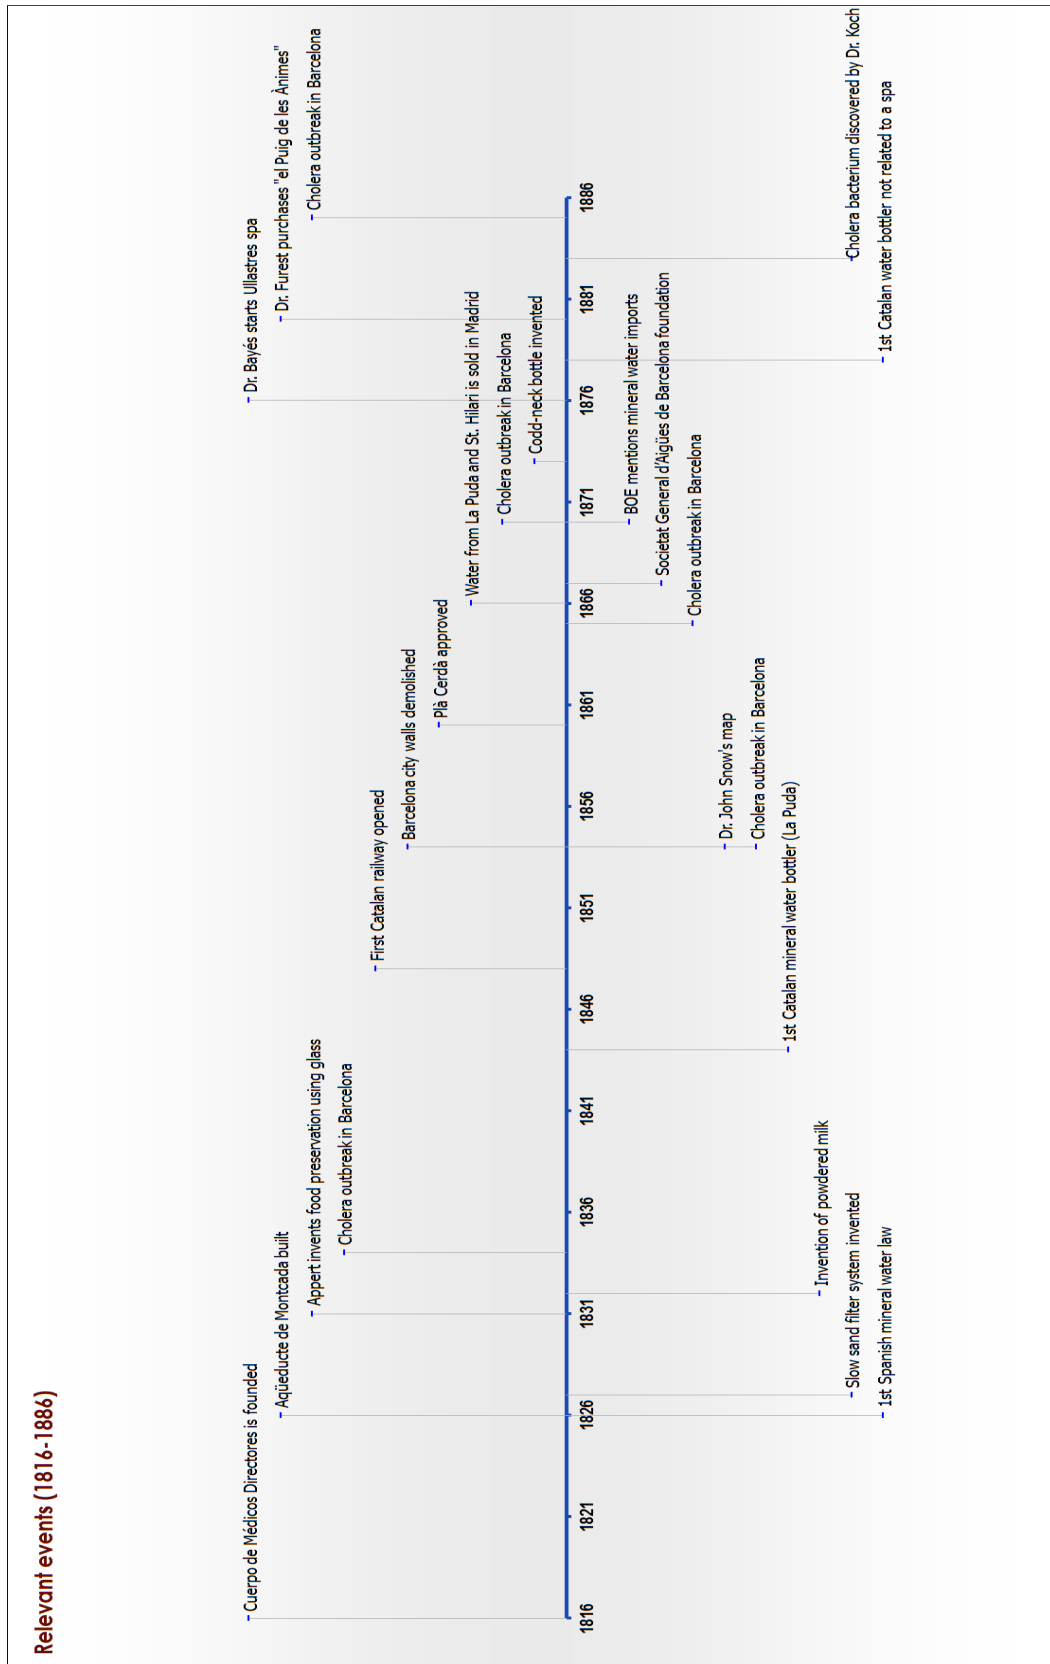 Relevant events (1816-1886)
Cuerpo de Médicos Directores is founded
Dr. Bayés starts Ullastres spa
Aqüeducte de Montcada built
Dr. Furest purchases "el Puig de les Ànimes"
Appert invents food preservation using glass
Cholera outbreak in Barcelona
Cholera outbreak in Barcelona
First Catalan railway opened
Barcelona city walls demolished
Plà Cerdà approved
Water from La Puda and St. Hilari is sold in Madrid
Cholera outbreak in Barcelona
Codd-neck bottle invented
1816
1821
1826
1831
1836
1841
1846
1851
1856
1861
1866
1871
1876
1881
1886
BOE mentions mineral water imports
Societat General d'Aigües de Barcelona foundation
Cholera outbreak in Barcelona
Dr. John Snow's map
Cholera outbreak in Barcelona
1st Catalan mineral water bottler (La Puda)
Invention of powdered milk
Slow sand filter system invented
Cholera bacterium discovered by Dr. Koch
1st Spanish mineral water law
1st Catalan water bottler not related to a spa